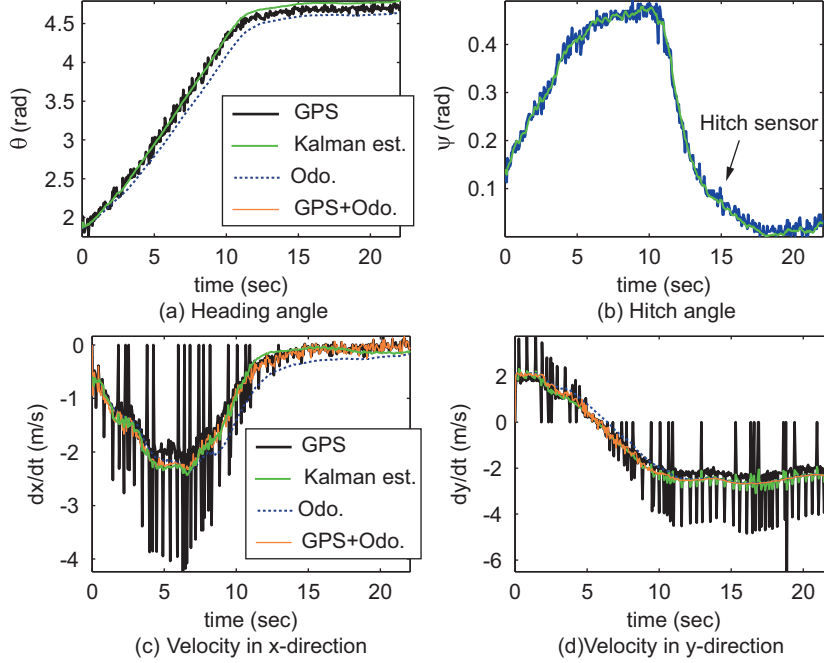 4.5
4
3.5
3
2.5
2
θ (rad)
GPS
Kalman est.
Odo.
GPS+Odo.
0 5 10 15 20
time (sec)
(a) Heading angle
0.4
0.3
0.2
0.1
ψ (rad)
Hitch sensor
0 5 10 15 20
time (sec)
(b) Hitch angle
0
-1
-2
-3
-4
dx/dt (m/s)
GPS
Kalman est.
Odo.
GPS+Odo.
0 5 10 15 20
time (sec)
(c) Velocity in x-direction
2
0
-2
-4
-6
dy/dt (m/s)
0 5 10 15 20
time (sec)
(d)Velocity in y-direction